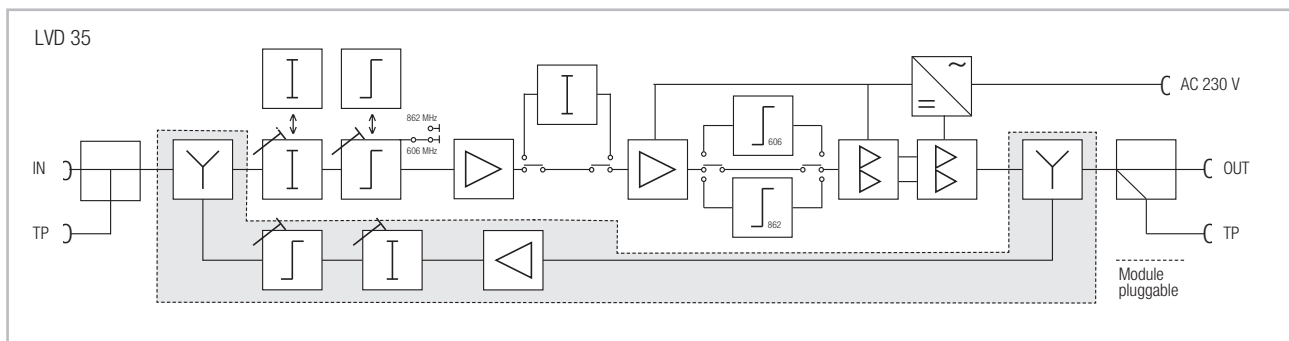 LVD 35
862 MHz
606 MHz
AC 230 V
606
IN
OUT
862
TP
TP
Module
pluggable